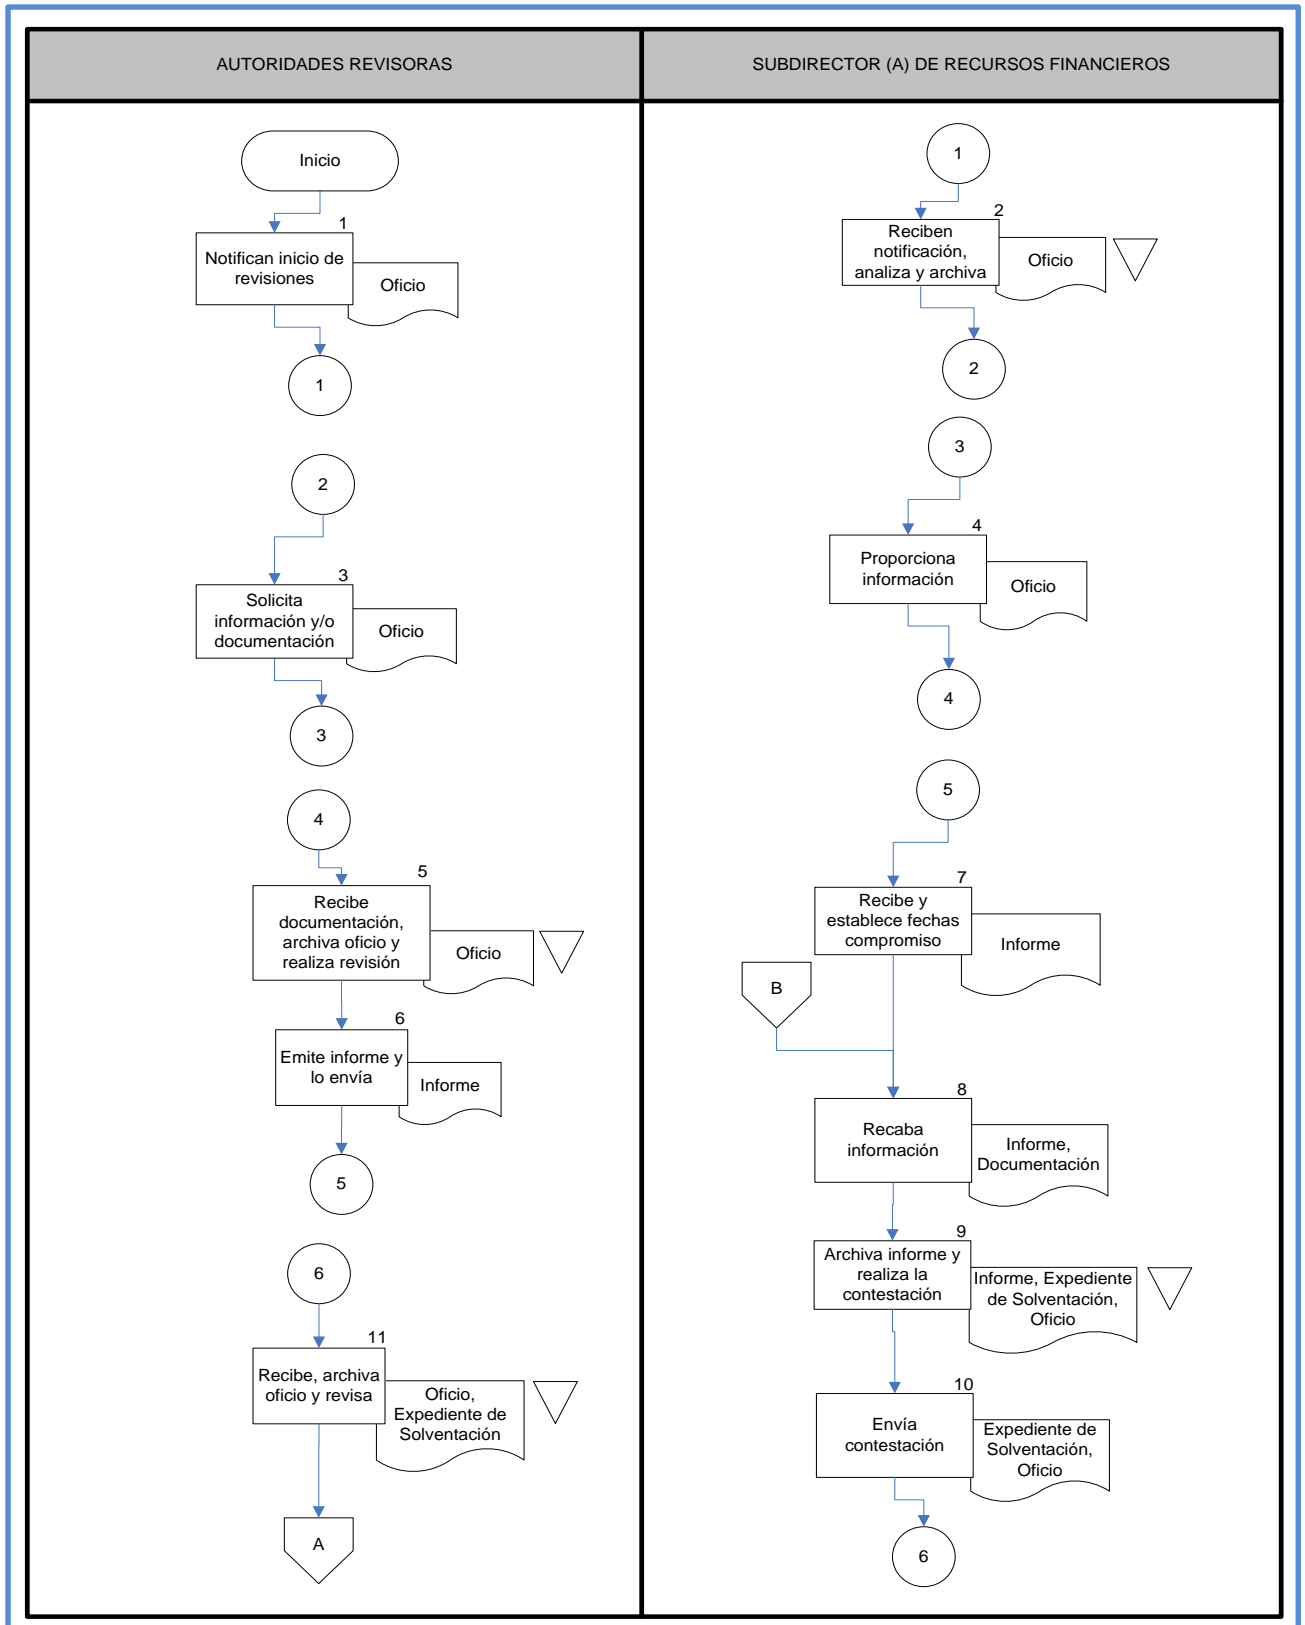 AUTORIDADES REVISORAS
SUBDIRECTOR (A) DE RECURSOS FINANCIEROS
Inicio
1
Notifican inicio de
revisiones
Oficio
1
2
3
Solicita
información y/o
documentación
Oficio
3
4
5
Recibe
documentación,
archiva oficio y
realiza revisión
Oficio
6
Emite informe y
lo envía
Informe
5
6
11
Recibe, archiva
oficio y revisa
Oficio,
Expediente de
Solventación
A
1
2
Reciben
notificación,
analiza y archiva
Oficio
2
3
4
Proporciona
información
Oficio
4
5
7
Recibe y
establece fechas
compromiso
Informe
B
8
Recaba
información
Informe,
Documentación
9
Archiva informe y
realiza la
contestación
Informe, Expediente
de Solventación,
Oficio
10
Envía
contestación
Expediente de
Solventación,
Oficio
6